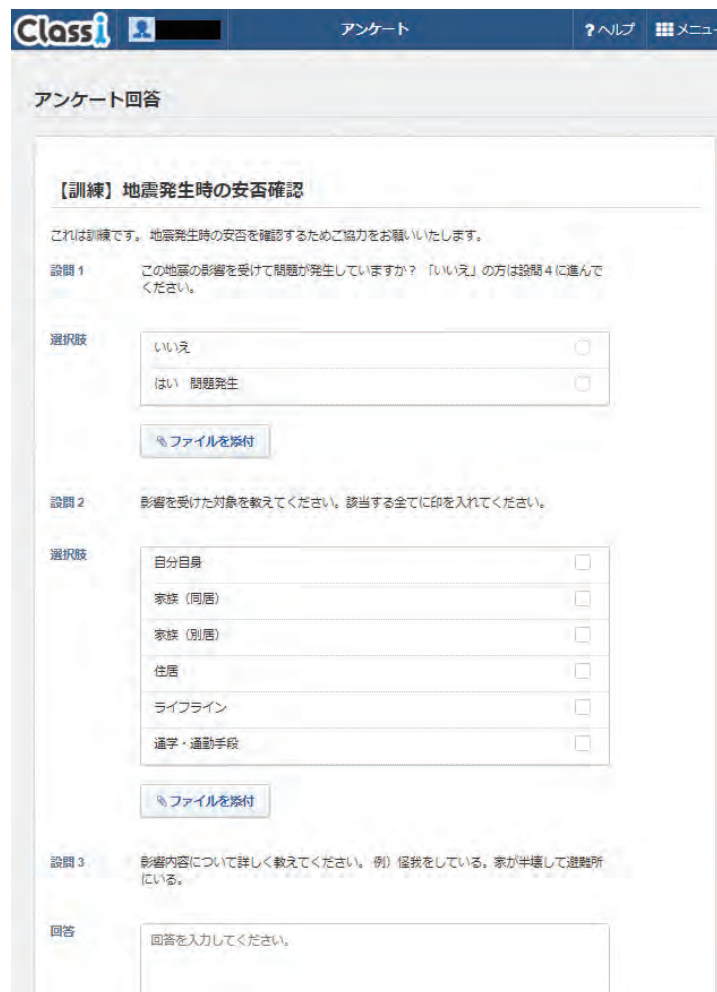 Classi
アンケート
?ヘルプ
メニュー
アンケート回答
【訓練】地震発生時の安否確認
これは訓練です。地震発生時の安否を確認するためご協力をお願いいたします。
設問1
この地震の影響を受けて問題が発生していますか？「いいえ」の方は設問4に進んで
ください。
選択肢
いいえ
はい 問題発生
ファイルを添付
設問2
影響を受けた対象を教えてください。該当する全てに印を入れてください。
選択肢
自分自身
家族（同居）
家族（別居）
住居
ライフライン
通学・通勤手段
ファイルを添付
設問3
影響内容について詳しく教えてください。例）怪我をしている。家が半壊して避難所
にいる。
回答
回答を入力してください。